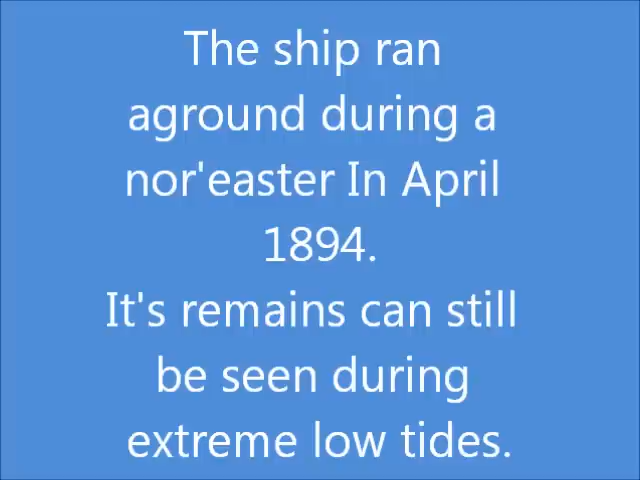 The ship ran
aground during a
nor'easter In April
1894.
It's remains can still
be seen during
extreme low tides.